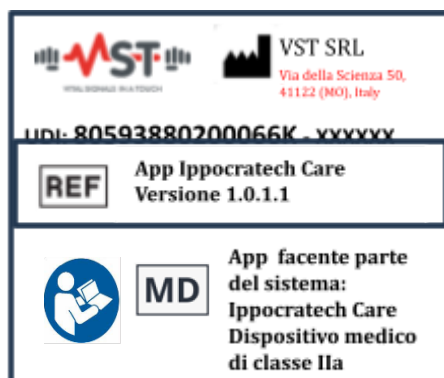 VST
VITAL SIGNALS IN A TOUCH
VST SRL
Via della Scienza 50,
41122 (MO), Italy
UDI: 80593880200066K - XXXXXX
REF
App Ippocratech Care
Versione 1.0.1.1
MD
App facente parte
del sistema:
Ippocratech Care
Dispositivo medico
di classe IIa